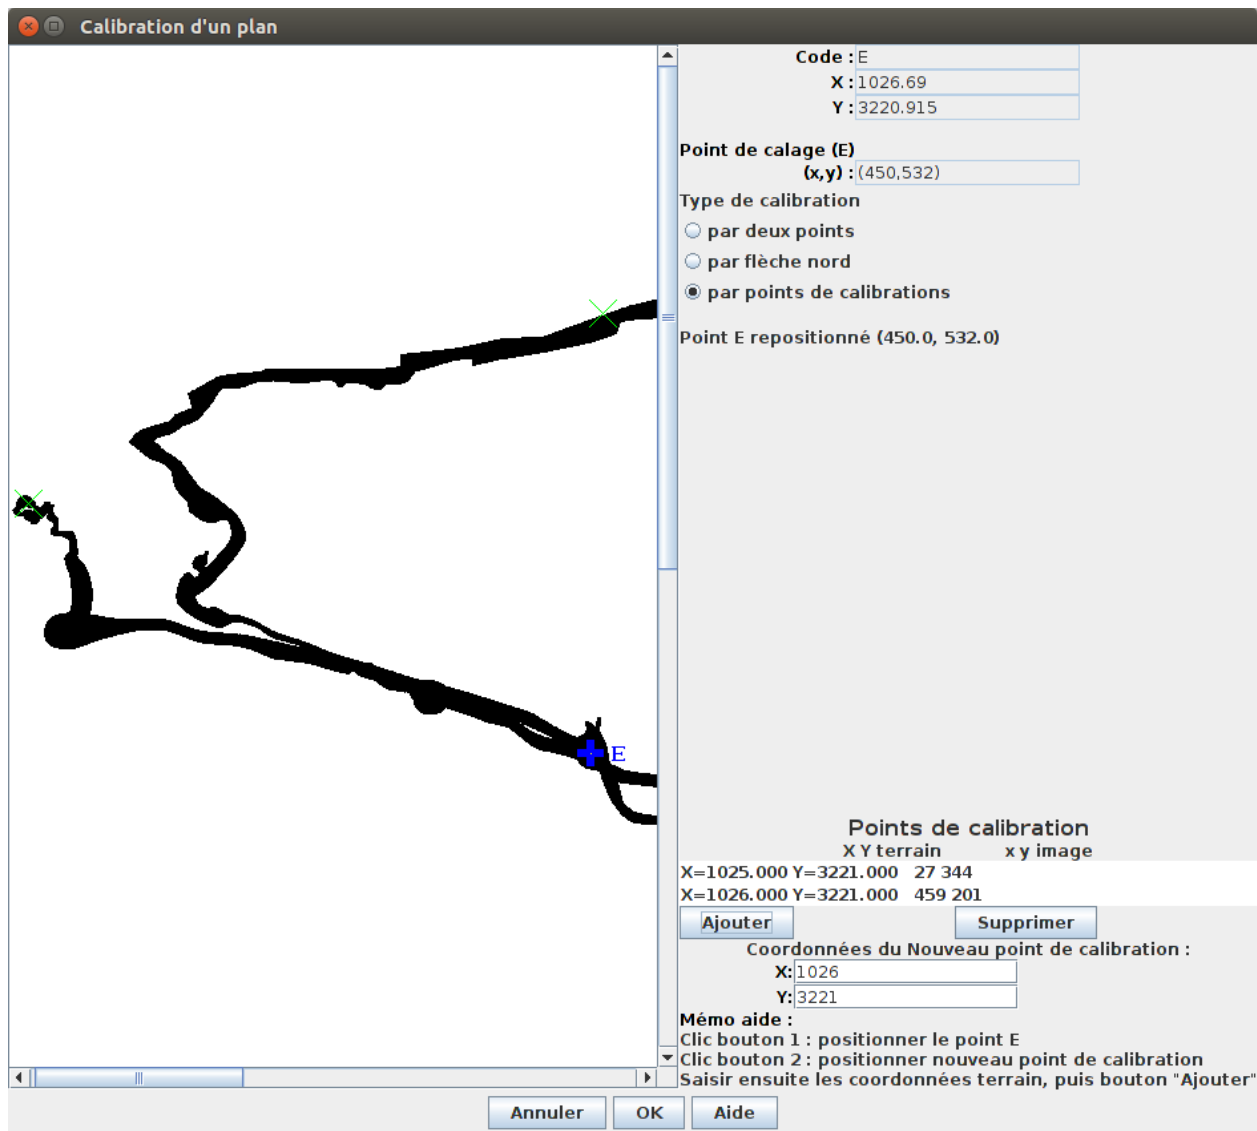 Calibration d'un plan
Code : E
X : 1026.69
Y : 3220.915
Point de calage (E)
(x,y) : (450,532)
Type de calibration
par deux points
par flèche nord
par points de calibrations
Point E repositionné (450.0, 532.0)
E
Points de calibration
X Y terrain x y image
X=1025.000 Y=3221.000 27 344
X=1026.000 Y=3221.000 459 201
Ajouter Supprimer
Coordonnées du Nouveau point de calibration :
X: 1026
Y: 3221
Mémo aide :
Clic bouton 1 : positionner le point E
Clic bouton 2 : positionner nouveau point de calibration
Saisir ensuite les coordonnées terrain, puis bouton "Ajouter"
Annuler OK Aide